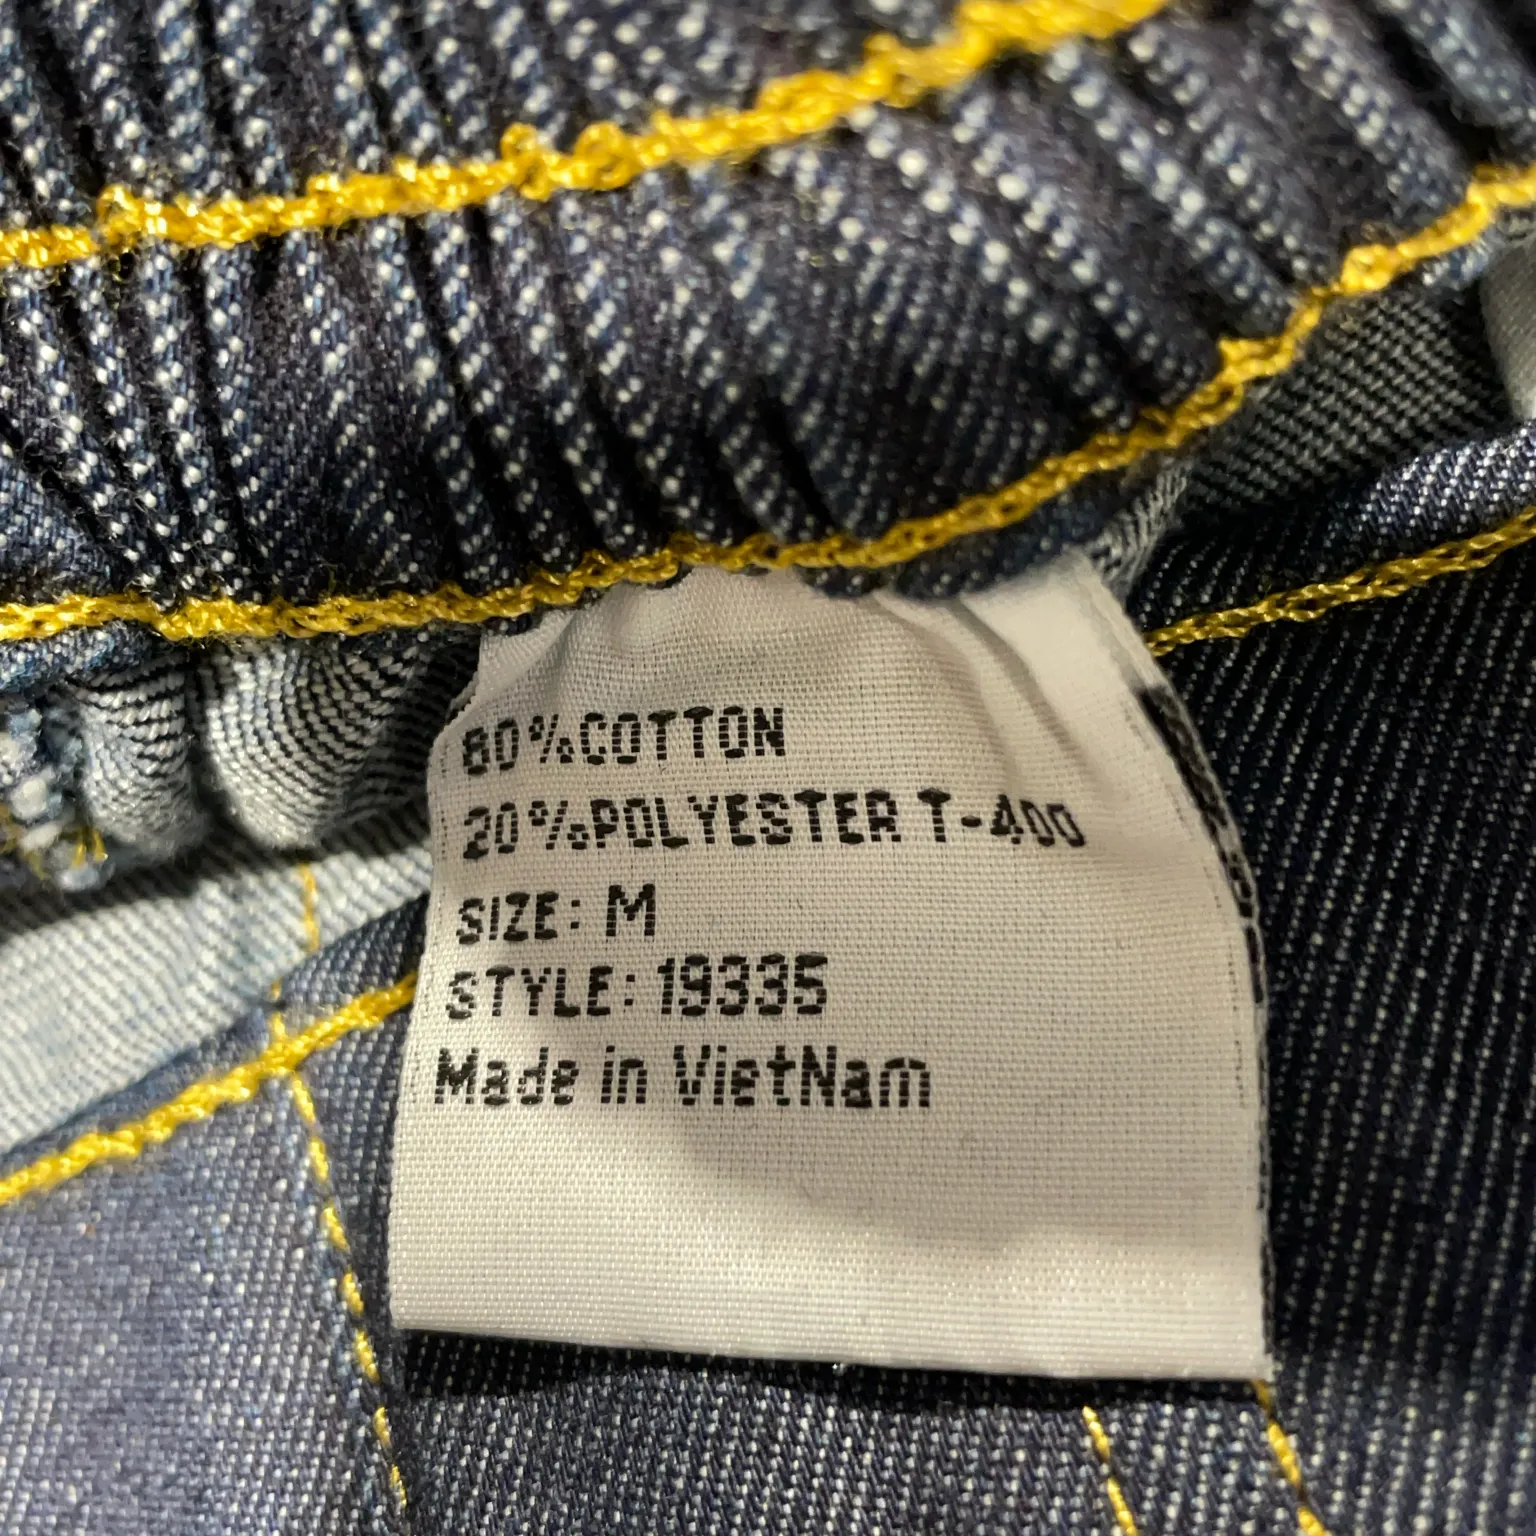 80%COTTON
20%POLYESTER T-400
SIZE: M
STYLE: 19335
Made in VietNam